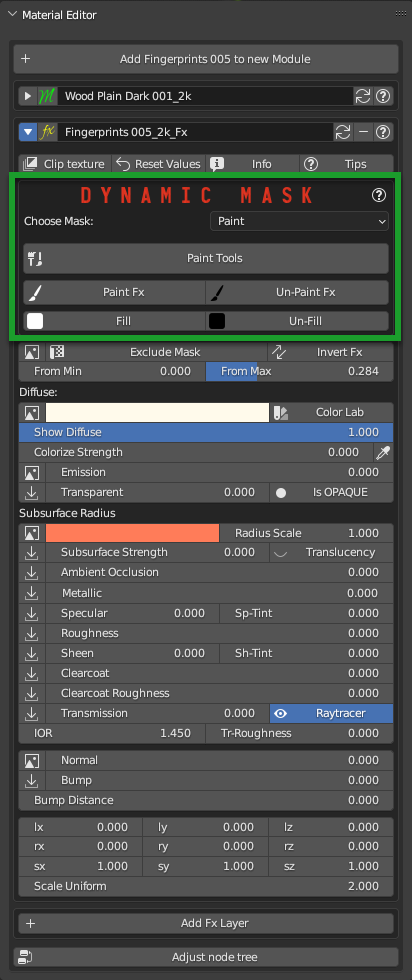 Material Editor
Add Fingerprints 005 to new Module
Wood Plain Dark 001_2k
Fingerprints 005_2k_Fx
Clip texture Reset Values Info Tips
DYNAMIC MASK
Choose Mask: Paint
Paint Tools
Paint Fx Un-Paint Fx
Fill Un-Fill
Exclude Mask Invert Fx
From Min 0.000 From Max 0.284
Diffuse:
Color Lab
Show Diffuse 1.000
Colorize Strength 0.000
Emission 0.000
Transparent 0.000 Is OPAQUE
Subsurface Radius
Radius Scale 1.000
Subsurface Strength 0.000 Translucency
Ambient Occlusion 0.000
Metallic 0.000
Specular 0.000 Sp-Tint 0.000
Roughness 0.000
Sheen 0.000 Sh-Tint 0.000
Clearcoat 0.000
Clearcoat Roughness 0.000
Transmission 0.000 Raytracer
IOR 1.450 Tr-Roughness 0.000
Normal 0.000
Bump 0.000
Bump Distance 0.000
lx 0.000 ly 0.000 lz 0.000
rx 0.000 ry 0.000 rz 0.000
sx 1.000 sy 1.000 sz 1.000
Scale Uniform 2.000
Add Fx Layer
Adjust node tree